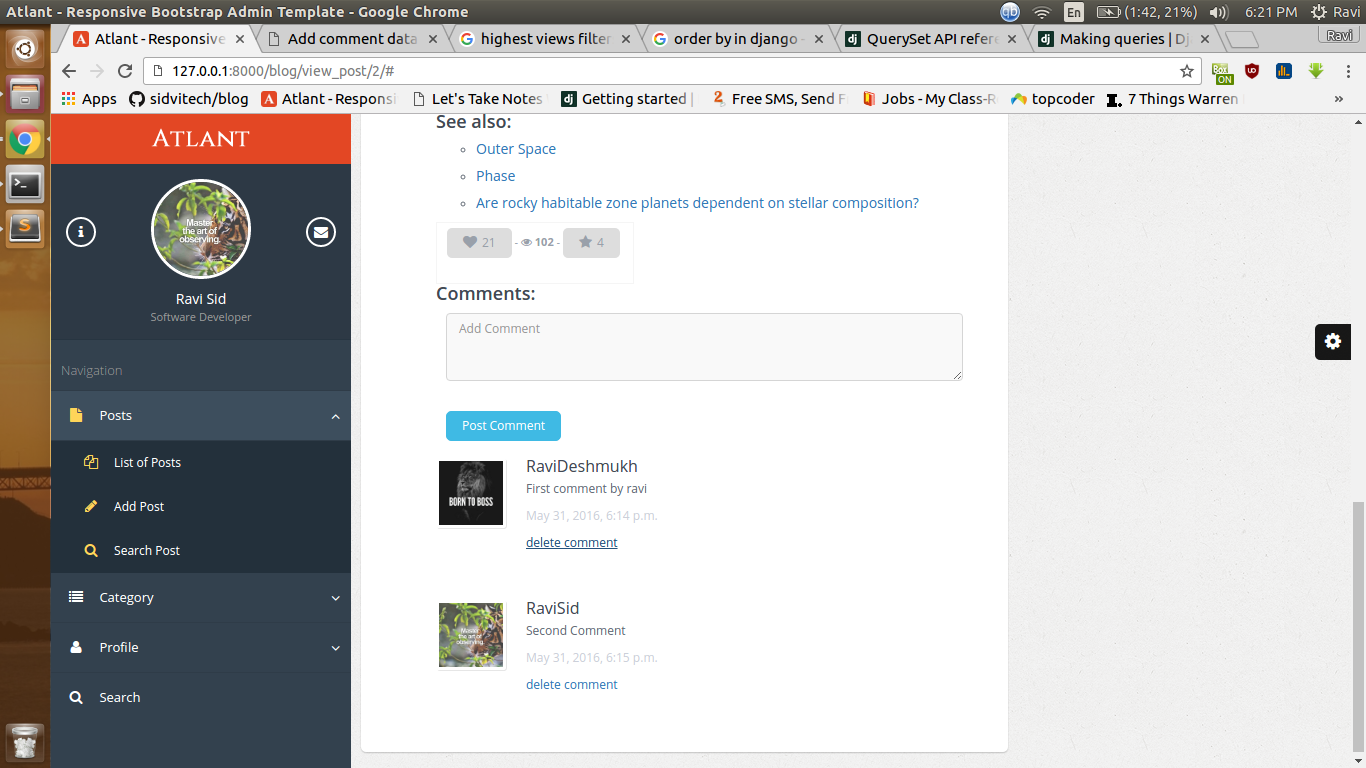 Atlant - Responsive Bootstrap Admin Template - Google Chrome
En
(1:42, 21%)
6:21 PM
Ravi
Atlant - Responsive
Add comment data
highest views filter
order by in django -
QuerySet API refere
Making queries | Dj
Ravi
127.0.0.1:8000/blog/view_post/2/#
ON
Apps
sidvitech/blog
Atlant - Responsi
Let's Take Notes
Getting started |
Free SMS, Send F
Jobs - My Class-R
topcoder
7 Things Warren
»
ATLANT
Master
the art of
observing.
Ravi Sid
Software Developer
Navigation
Posts
List of Posts
Add Post
Search Post
Category
Profile
Search
See also:
Outer Space
Phase
Are rocky habitable zone planets dependent on stellar composition?
21 - 102 - 4
Comments:
Add Comment
Post Comment
BORN TO BOSS
RaviDeshmukh
First comment by ravi
May 31, 2016, 6:14 p.m.
delete comment
Master
the art of
observing.
RaviSid
Second Comment
May 31, 2016, 6:15 p.m.
delete comment